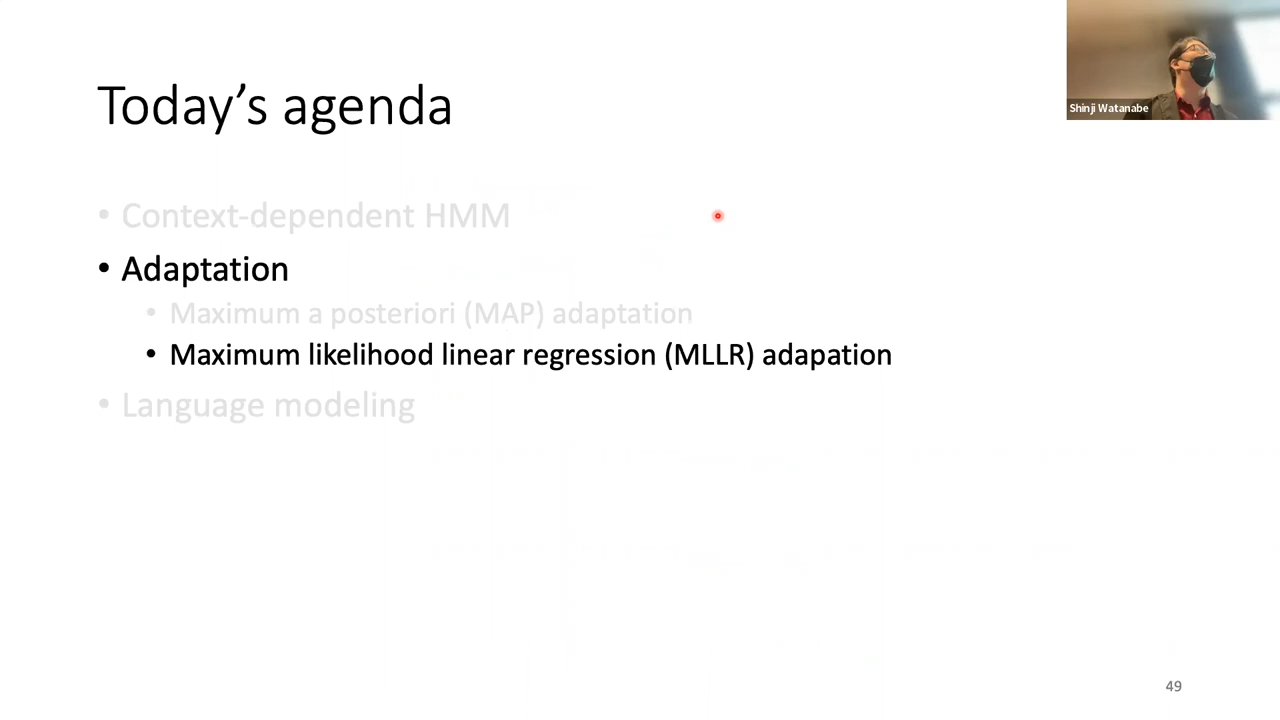 Today’s agenda
Shinji Watanabe
• Context-dependent HMM
• Adaptation
• Maximum a posteriori (MAP) adaptation
• Maximum likelihood linear regression (MLLR) adapation
• Language modeling
49